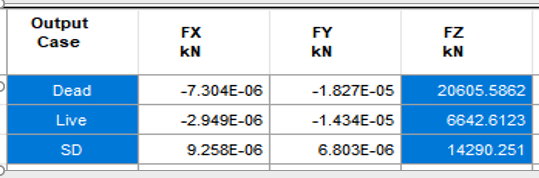 Output Case FX kN FY kN FZ kN
Dead -7.304E-06 -1.827E-05 20605.5862
Live -2.949E-06 -1.434E-05 6642.6123
SD 9.258E-06 6.803E-06 14290.251